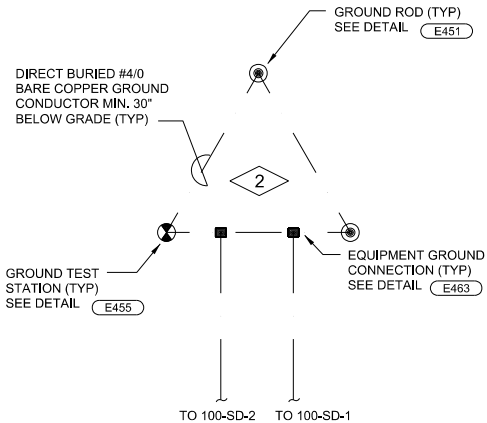 GROUND ROD (TYP)
SEE DETAIL E451
DIRECT BURIED #4/0
BARE COPPER GROUND
CONDUCTOR MIN. 30"
BELOW GRADE (TYP)
2
EQUIPMENT GROUND
CONNECTION (TYP)
SEE DETAIL E463
GROUND TEST
STATION (TYP)
SEE DETAIL E455
TO 100-SD-2 TO 100-SD-1